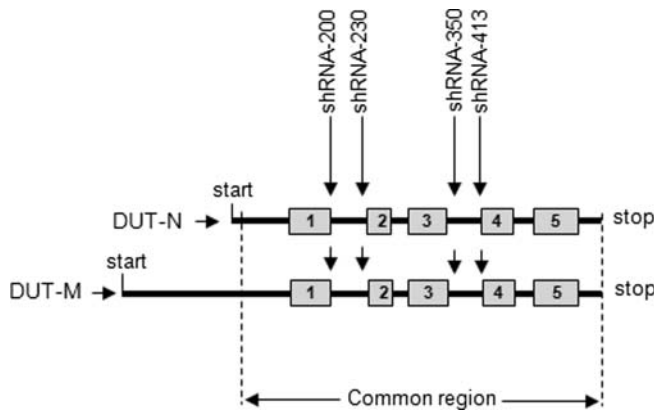 shRNA-200
shRNA-230
shRNA-350
shRNA-413
start
DUT-N
1
2
3
4
5
stop
start
DUT-M
1
2
3
4
5
stop
Common region